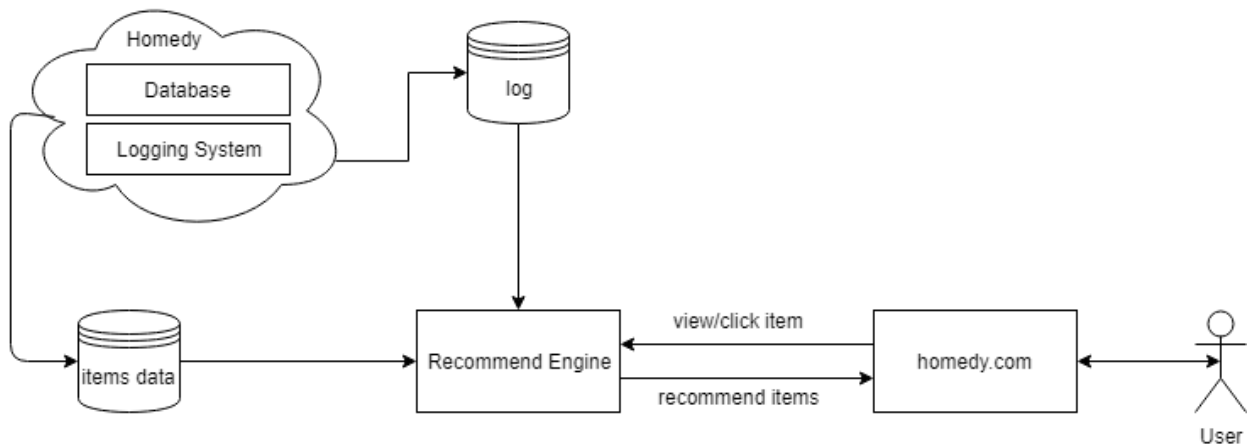 Homedy
Database
Logging System
log
items data
Recommend Engine
view/click item
recommend items
homedy.com
User